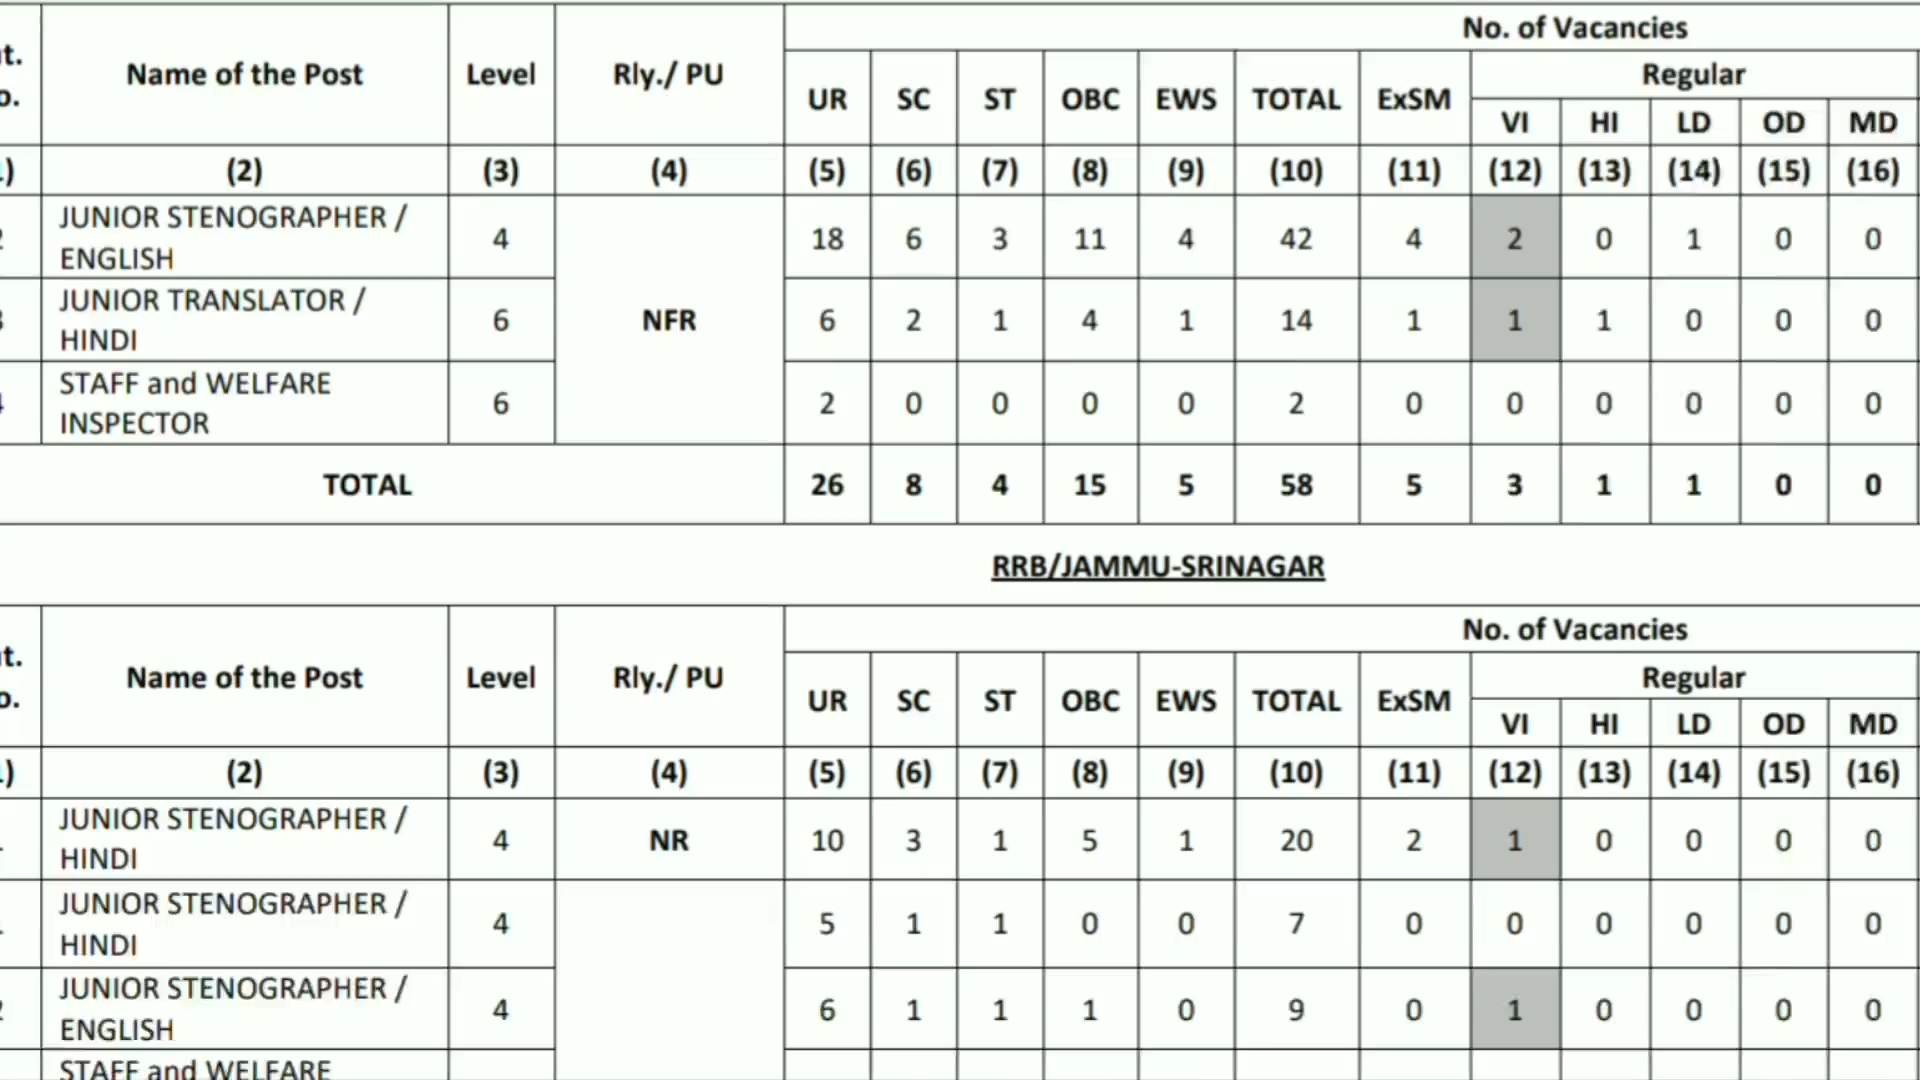 No. of Vacancies
t. Name of the Post Level Rly./ PU Regular
o. UR SC ST OBC EWS TOTAL ExSM
VI HI LD OD MD
) (2) (3) (4) (5) (6) (7) (8) (9) (10) (11) (12) (13) (14) (15) (16)
JUNIOR STENOGRAPHER /
ENGLISH 4 18 6 3 11 4 42 4 2 0 1 0 0
JUNIOR TRANSLATOR /
HINDI 6 NFR 6 2 1 4 1 14 1 1 1 0 0 0
STAFF and WELFARE
INSPECTOR 6 2 0 0 0 0 2 0 0 0 0 0 0
TOTAL 26 8 4 15 5 58 5 3 1 1 0 0
RRB/JAMMU-SRINAGAR
No. of Vacancies
t. Name of the Post Level Rly./ PU Regular
o. UR SC ST OBC EWS TOTAL ExSM
VI HI LD OD MD
) (2) (3) (4) (5) (6) (7) (8) (9) (10) (11) (12) (13) (14) (15) (16)
JUNIOR STENOGRAPHER /
HINDI 4 NR 10 3 1 5 1 20 2 1 0 0 0 0
JUNIOR STENOGRAPHER /
HINDI 4 5 1 1 0 0 7 0 0 0 0 0 0
JUNIOR STENOGRAPHER /
ENGLISH 4 6 1 1 1 0 9 0 1 0 0 0 0
STAFF and WELFARE